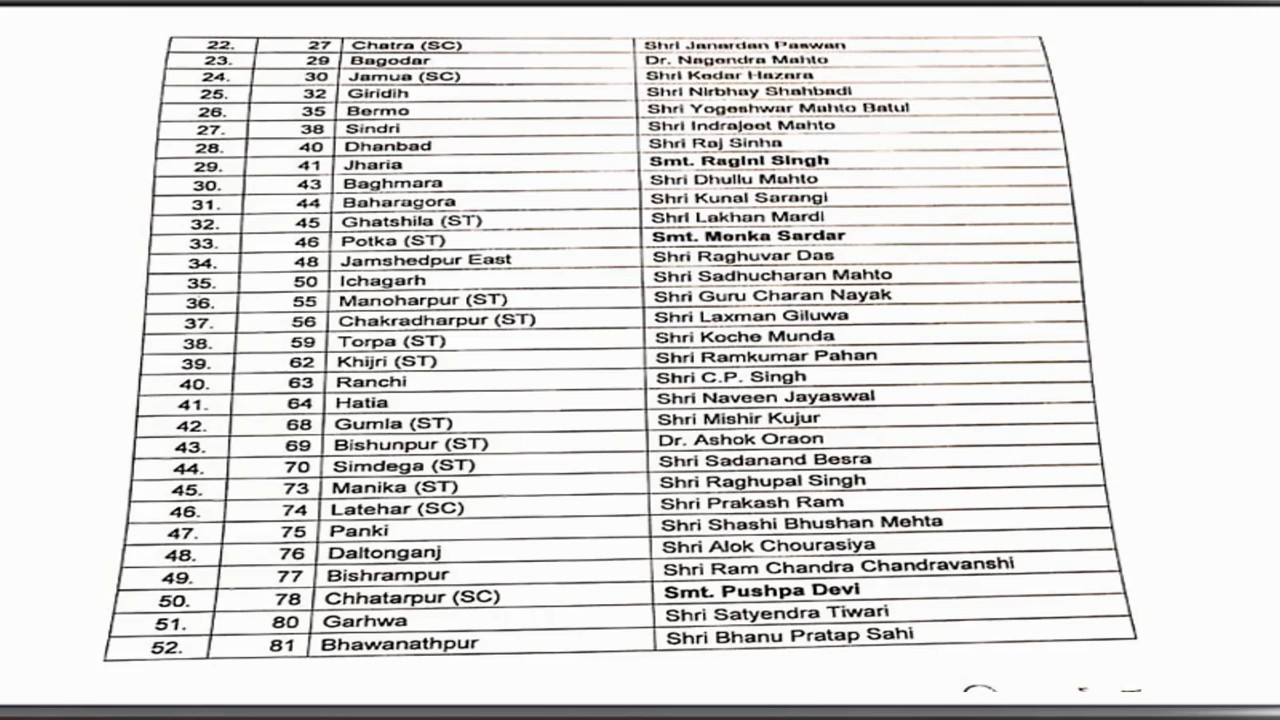 22. 27 Chatra (SC) Shri Janardan Paswan
23. 29 Bagodar Dr. Nagendra Mahto
24. 30 Jamua (SC) Shri Kedar Hazara
25. 32 Giridih Shri Nirbhay Shahbadi
26. 35 Bermo Shri Yogeshwar Mahto Batul
27. 38 Sindri Shri Indrajeet Mahto
28. 40 Dhanbad Shri Raj Sinha
29. 41 Jharia Smt. Ragini Singh
30. 43 Baghmara Shri Dhullu Mahto
31. 44 Baharagora Shri Kunal Sarangi
32. 45 Ghatshila (ST) Shri Lakhan Mardi
33. 46 Potka (ST) Smt. Monka Sardar
34. 48 Jamshedpur East Shri Raghuvar Das
35. 50 Ichagarh Shri Sadhucharan Mahto
36. 55 Manoharpur (ST) Shri Guru Charan Nayak
37. 56 Chakradharpur (ST) Shri Laxman Giluwa
38. 59 Torpa (ST) Shri Koche Munda
39. 62 Khijri (ST) Shri Ramkumar Pahan
40. 63 Ranchi Shri C.P. Singh
41. 64 Hatia Shri Naveen Jayaswal
42. 68 Gumla (ST) Shri Mishir Kujur
43. 69 Bishunpur (ST) Dr. Ashok Oraon
44. 70 Simdega (ST) Shri Sadanand Besra
45. 73 Manika (ST) Shri Raghupal Singh
46. 74 Latehar (SC) Shri Prakash Ram
47. 75 Panki Shri Shashi Bhushan Mehta
48. 76 Daltonganj Shri Alok Chourasiya
49. 77 Bishrampur Shri Ram Chandra Chandravanshi
50. 78 Chhatarpur (SC) Smt. Pushpa Devi
51. 80 Garhwa Shri Satyendra Tiwari
52. 81 Bhawanathpur Shri Bhanu Pratap Sahi